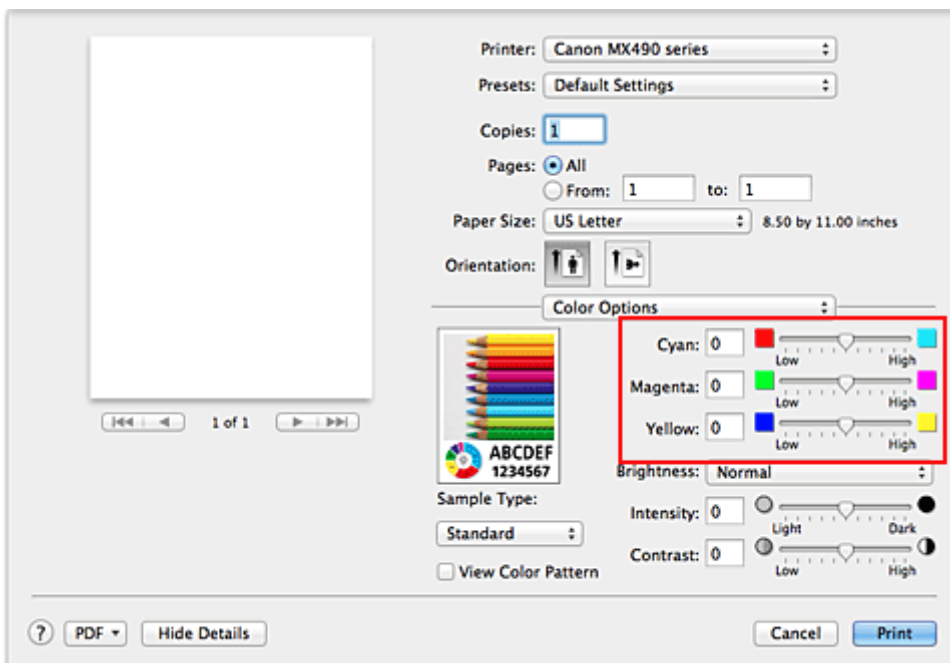 Printer: Canon MX490 series
Presets: Default Settings
Copies: 1
Pages: All
From: 1 to: 1
Paper Size: US Letter 8.50 by 11.00 inches
Orientation:
Color Options
Cyan: 0
Low High
Magenta: 0
Low High
Yellow: 0
Low High
ABCDEF
1234567
Brightness: Normal
Sample Type:
Standard
Intensity: 0
Light Dark
Contrast: 0
Low High
View Color Pattern
1 of 1
? PDF Hide Details Cancel Print